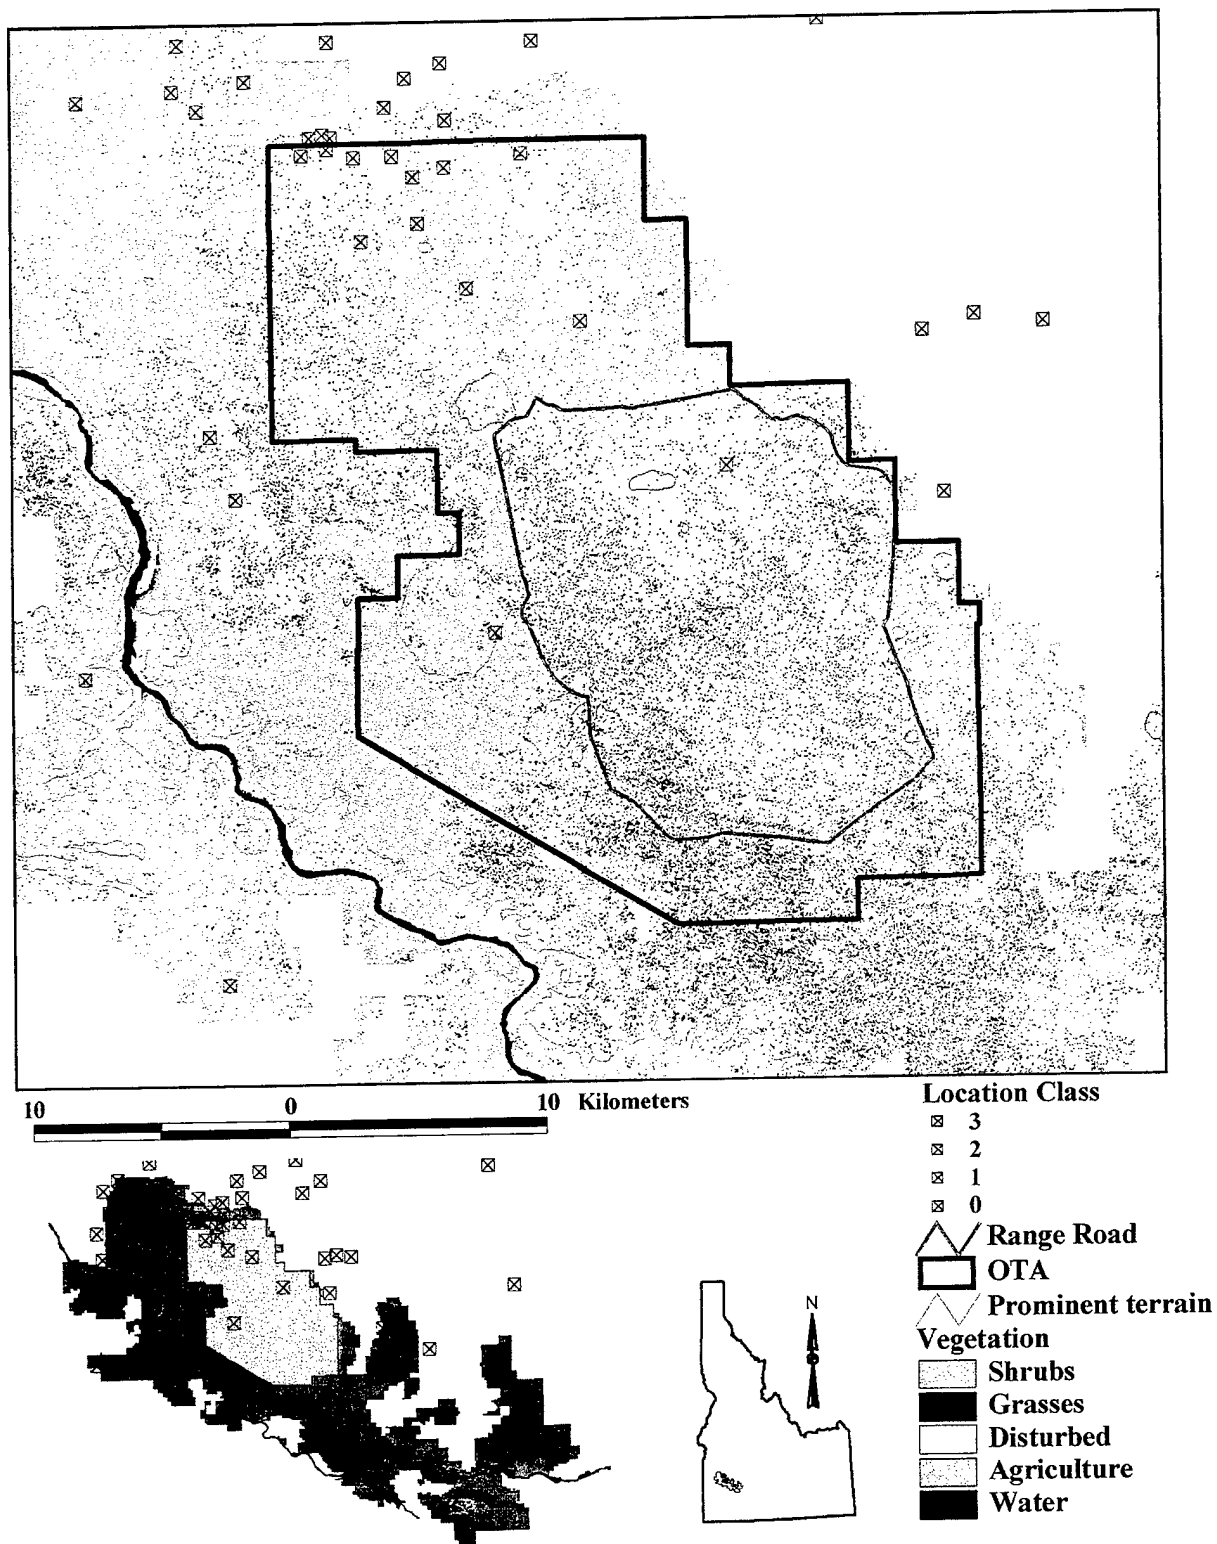 10 0 10 Kilometers
Location Class
3
2
1
0
Range Road
OTA
Prominent terrain
Vegetation
Shrubs
Grasses
Disturbed
Agriculture
Water
N